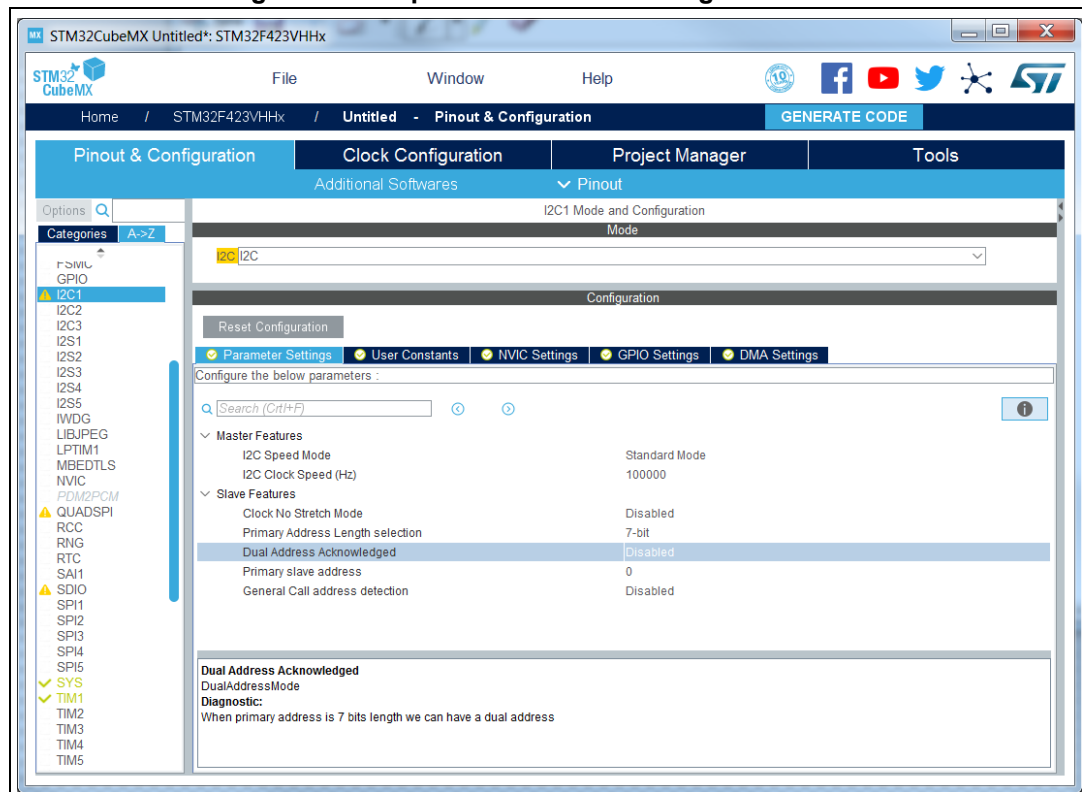 STM32CubeMX Untitled*: STM32F423VHHx
STM32
CubeMX
File Window Help
Home / STM32F423VHHx / Untitled - Pinout & Configuration GENERATE CODE
Pinout & Configuration Clock Configuration Project Manager Tools
Additional Softwares Pinout
Options
Categories A->Z
FSMC
GPIO
I2C1
I2C2
I2C3
I2S1
I2S2
I2S3
I2S4
I2S5
IWDG
LIBJPEG
LPTIM1
MBEDTLS
NVIC
PDM2PCM
QUADSPI
RCC
RNG
RTC
SAI1
SDIO
SPI1
SPI2
SPI3
SPI4
SPI5
SYS
TIM1
TIM2
TIM3
TIM4
TIM5
I2C1 Mode and Configuration
Mode
I2C I2C
Configuration
Reset Configuration
Parameter Settings User Constants NVIC Settings GPIO Settings DMA Settings
Configure the below parameters :
Search (Crtl+F)
Master Features
I2C Speed Mode Standard Mode
I2C Clock Speed (Hz) 100000
Slave Features
Clock No Stretch Mode Disabled
Primary Address Length selection 7-bit
Dual Address Acknowledged Disabled
Primary slave address 0
General Call address detection Disabled
Dual Address Acknowledged
DualAddressMode
Diagnostic:
When primary address is 7 bits length we can have a dual address